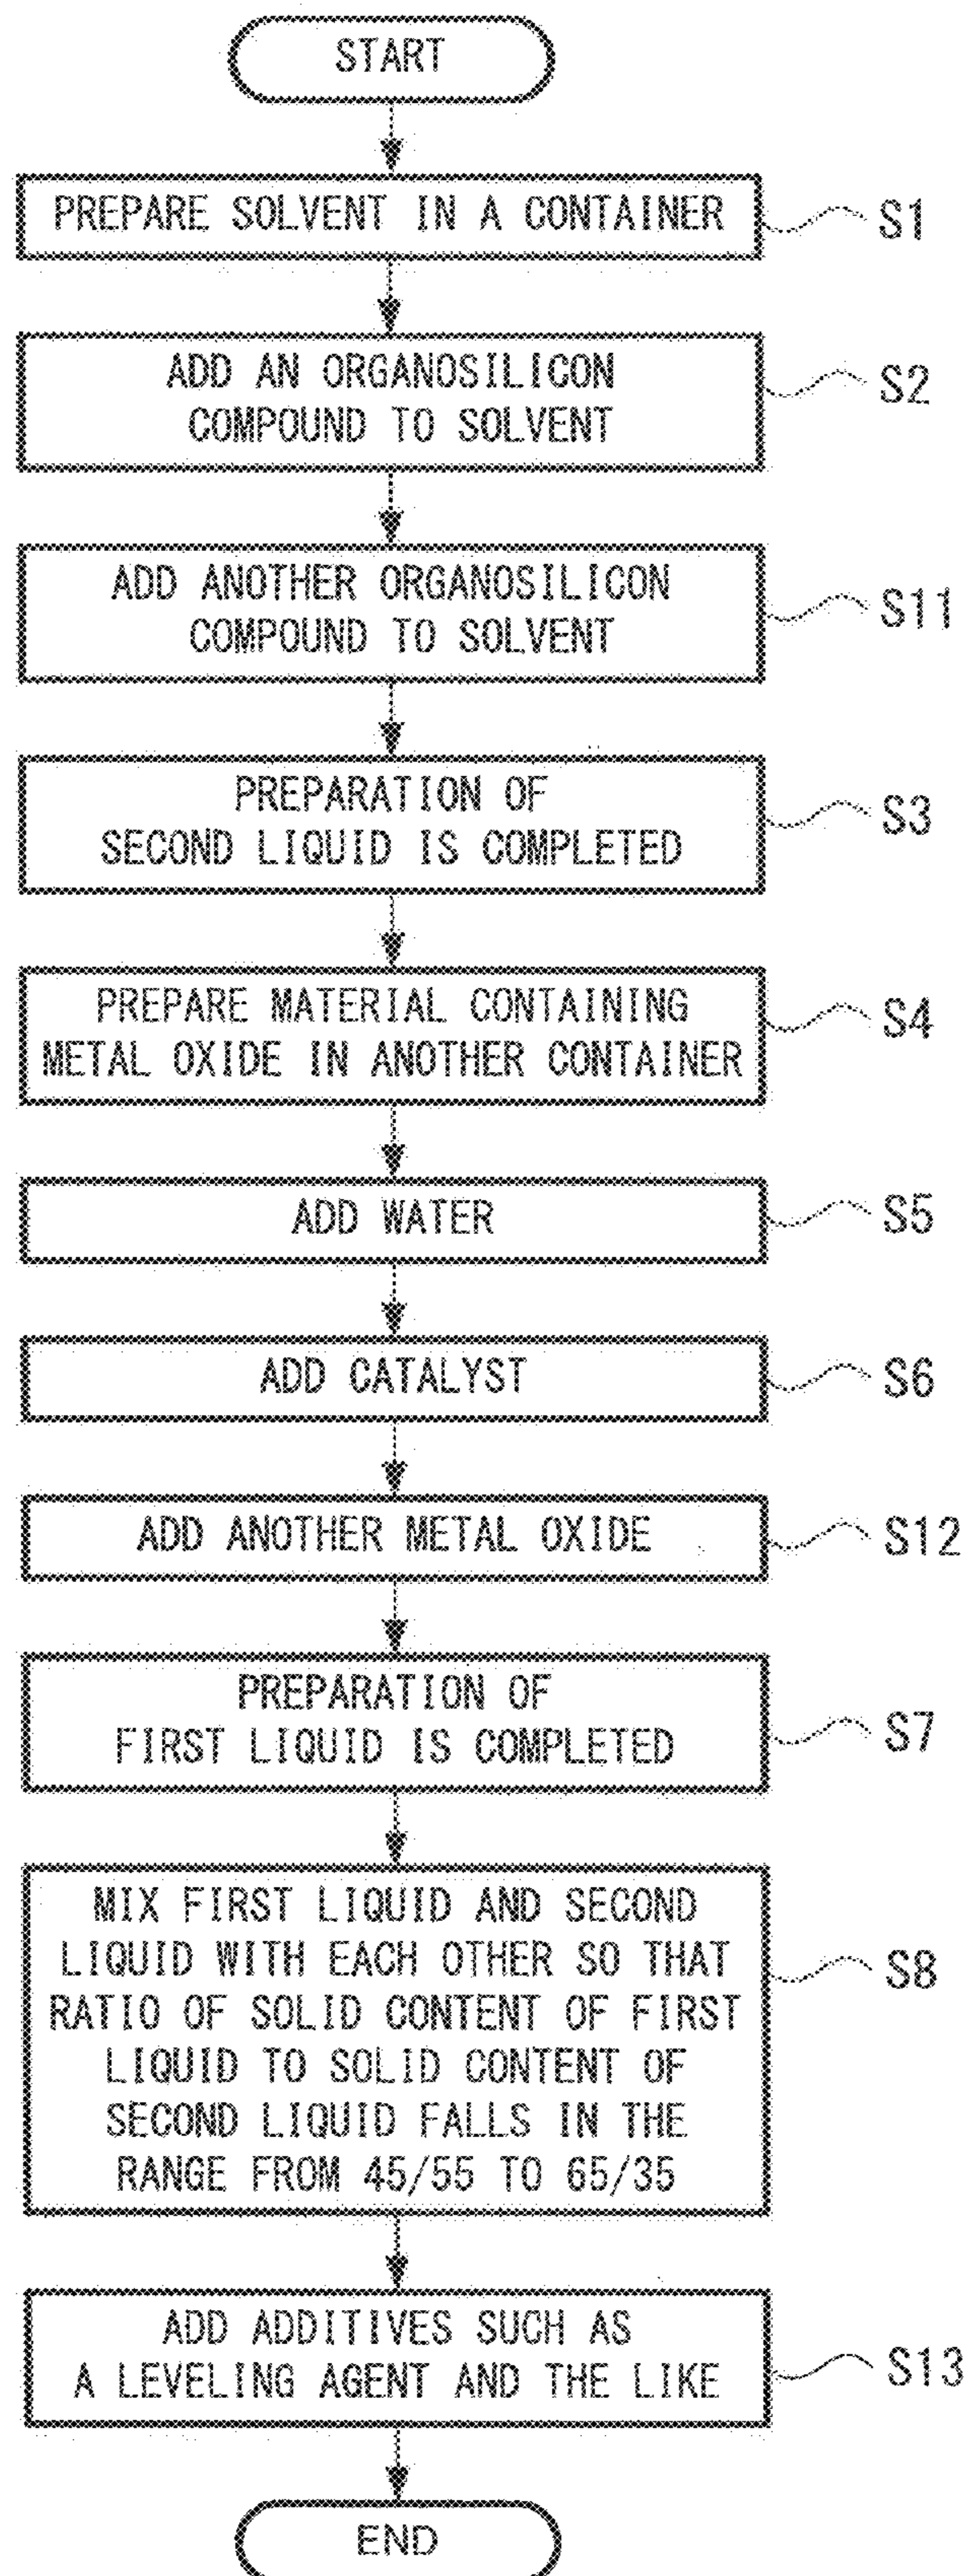 START
PREPARE SOLVENT IN A CONTAINER
S1
ADD AN ORGANOSILICON
COMPOUND TO SOLVENT
S2
ADD ANOTHER ORGANOSILICON
COMPOUND TO SOLVENT
S11
PREPARATION OF
SECOND LIQUID IS COMPLETED
S3
PREPARE MATERIAL CONTAINING
METAL OXIDE IN ANOTHER CONTAINER
S4
ADD WATER
S5
ADD CATALYST
S6
ADD ANOTHER METAL OXIDE
S12
PREPARATION OF
FIRST LIQUID IS COMPLETED
S7
MIX FIRST LIQUID AND SECOND
LIQUID WITH EACH OTHER SO THAT
RATIO OF SOLID CONTENT OF FIRST
LIQUID TO SOLID CONTENT OF
SECOND LIQUID FALLS IN THE
RANGE FROM 45/55 TO 65/35
S8
ADD ADDITIVES SUCH AS
A LEVELING AGENT AND THE LIKE
S13
END